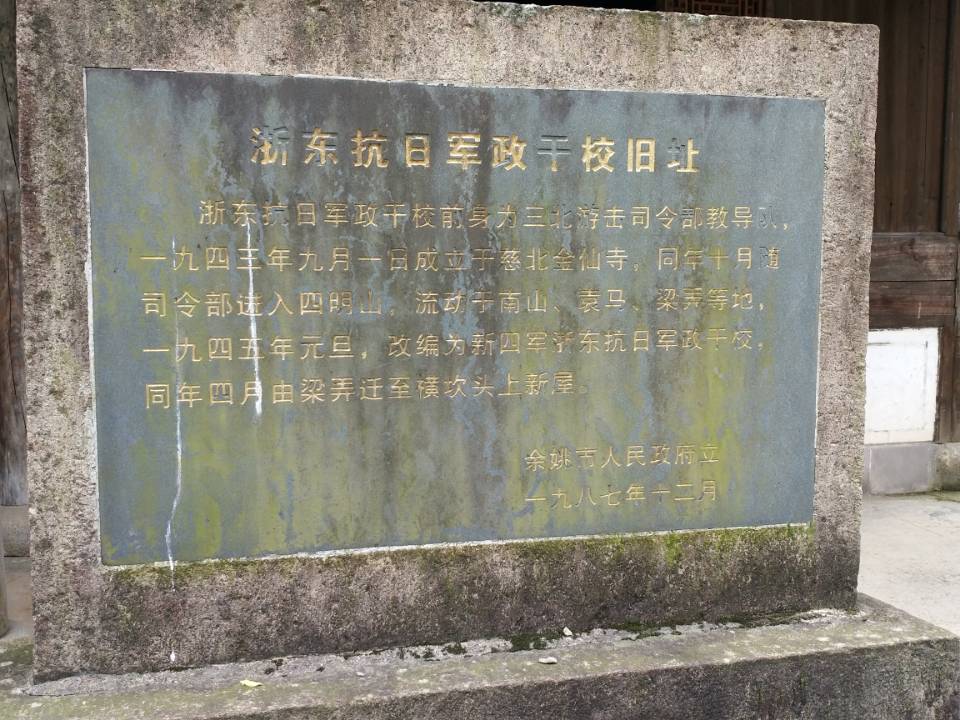 浙东抗日军政干校旧址
浙东抗日军政干校前身为三北游击司令部教导队，
一九四三年九月一日成立于慈北金仙寺。同年十月随
司令部进入四明山，流动于南山、袁马、梁弄等地，
一九四五年元旦，改编为新四军浙东抗日军政干校，
同年四月由梁弄迁至横坎头上新屋。
余姚市人民政府立
一九八七年十二月